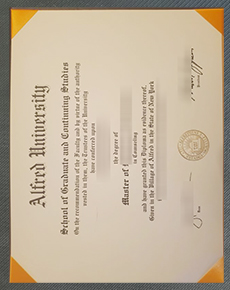 Alfred University
School of Graduate and Continuing Studies
On the recommendation of the Faculty and by virtue of the authority
vested in them, the Trustees of the University
have conferred upon
the degree of
Master of
in Counseling
and have granted this Diploma as evidence thereof.
Given in the Village of Alfred in the State of New York